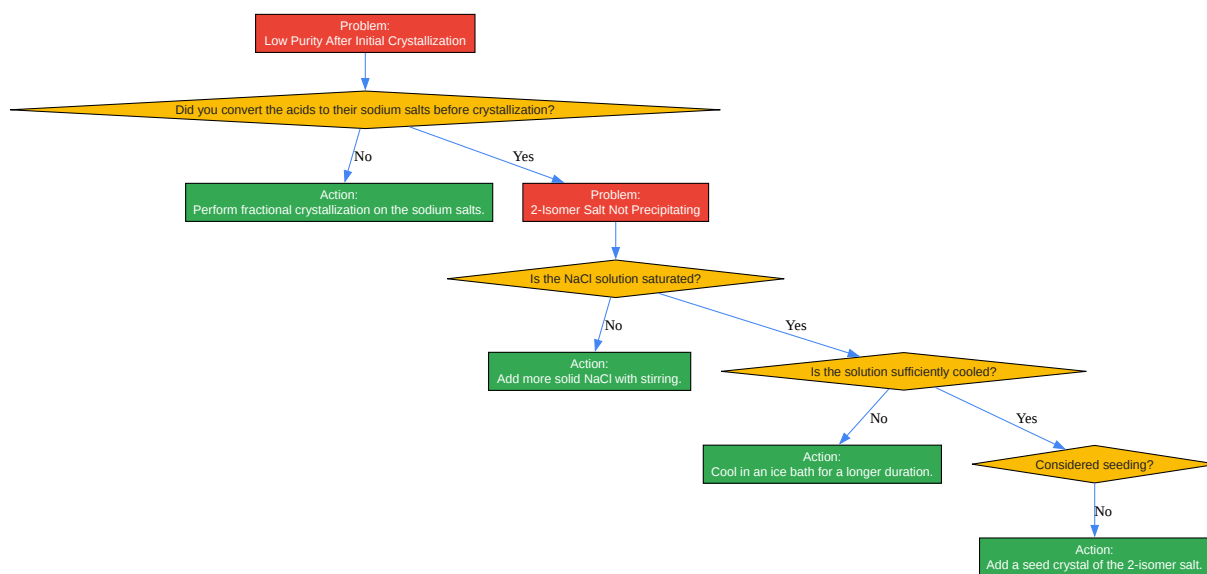 Problem:
Low Purity After Initial Crystallization
Did you convert the acids to their sodium salts before crystallization?
No
Yes
Action:
Perform fractional crystallization on the sodium salts.
Problem:
2-Isomer Salt Not Precipitating
Is the NaCl solution saturated?
No
Yes
Action:
Add more solid NaCl with stirring.
Is the solution sufficiently cooled?
No
Yes
Action:
Cool in an ice bath for a longer duration.
Considered seeding?
No
Action:
Add a seed crystal of the 2-isomer salt.